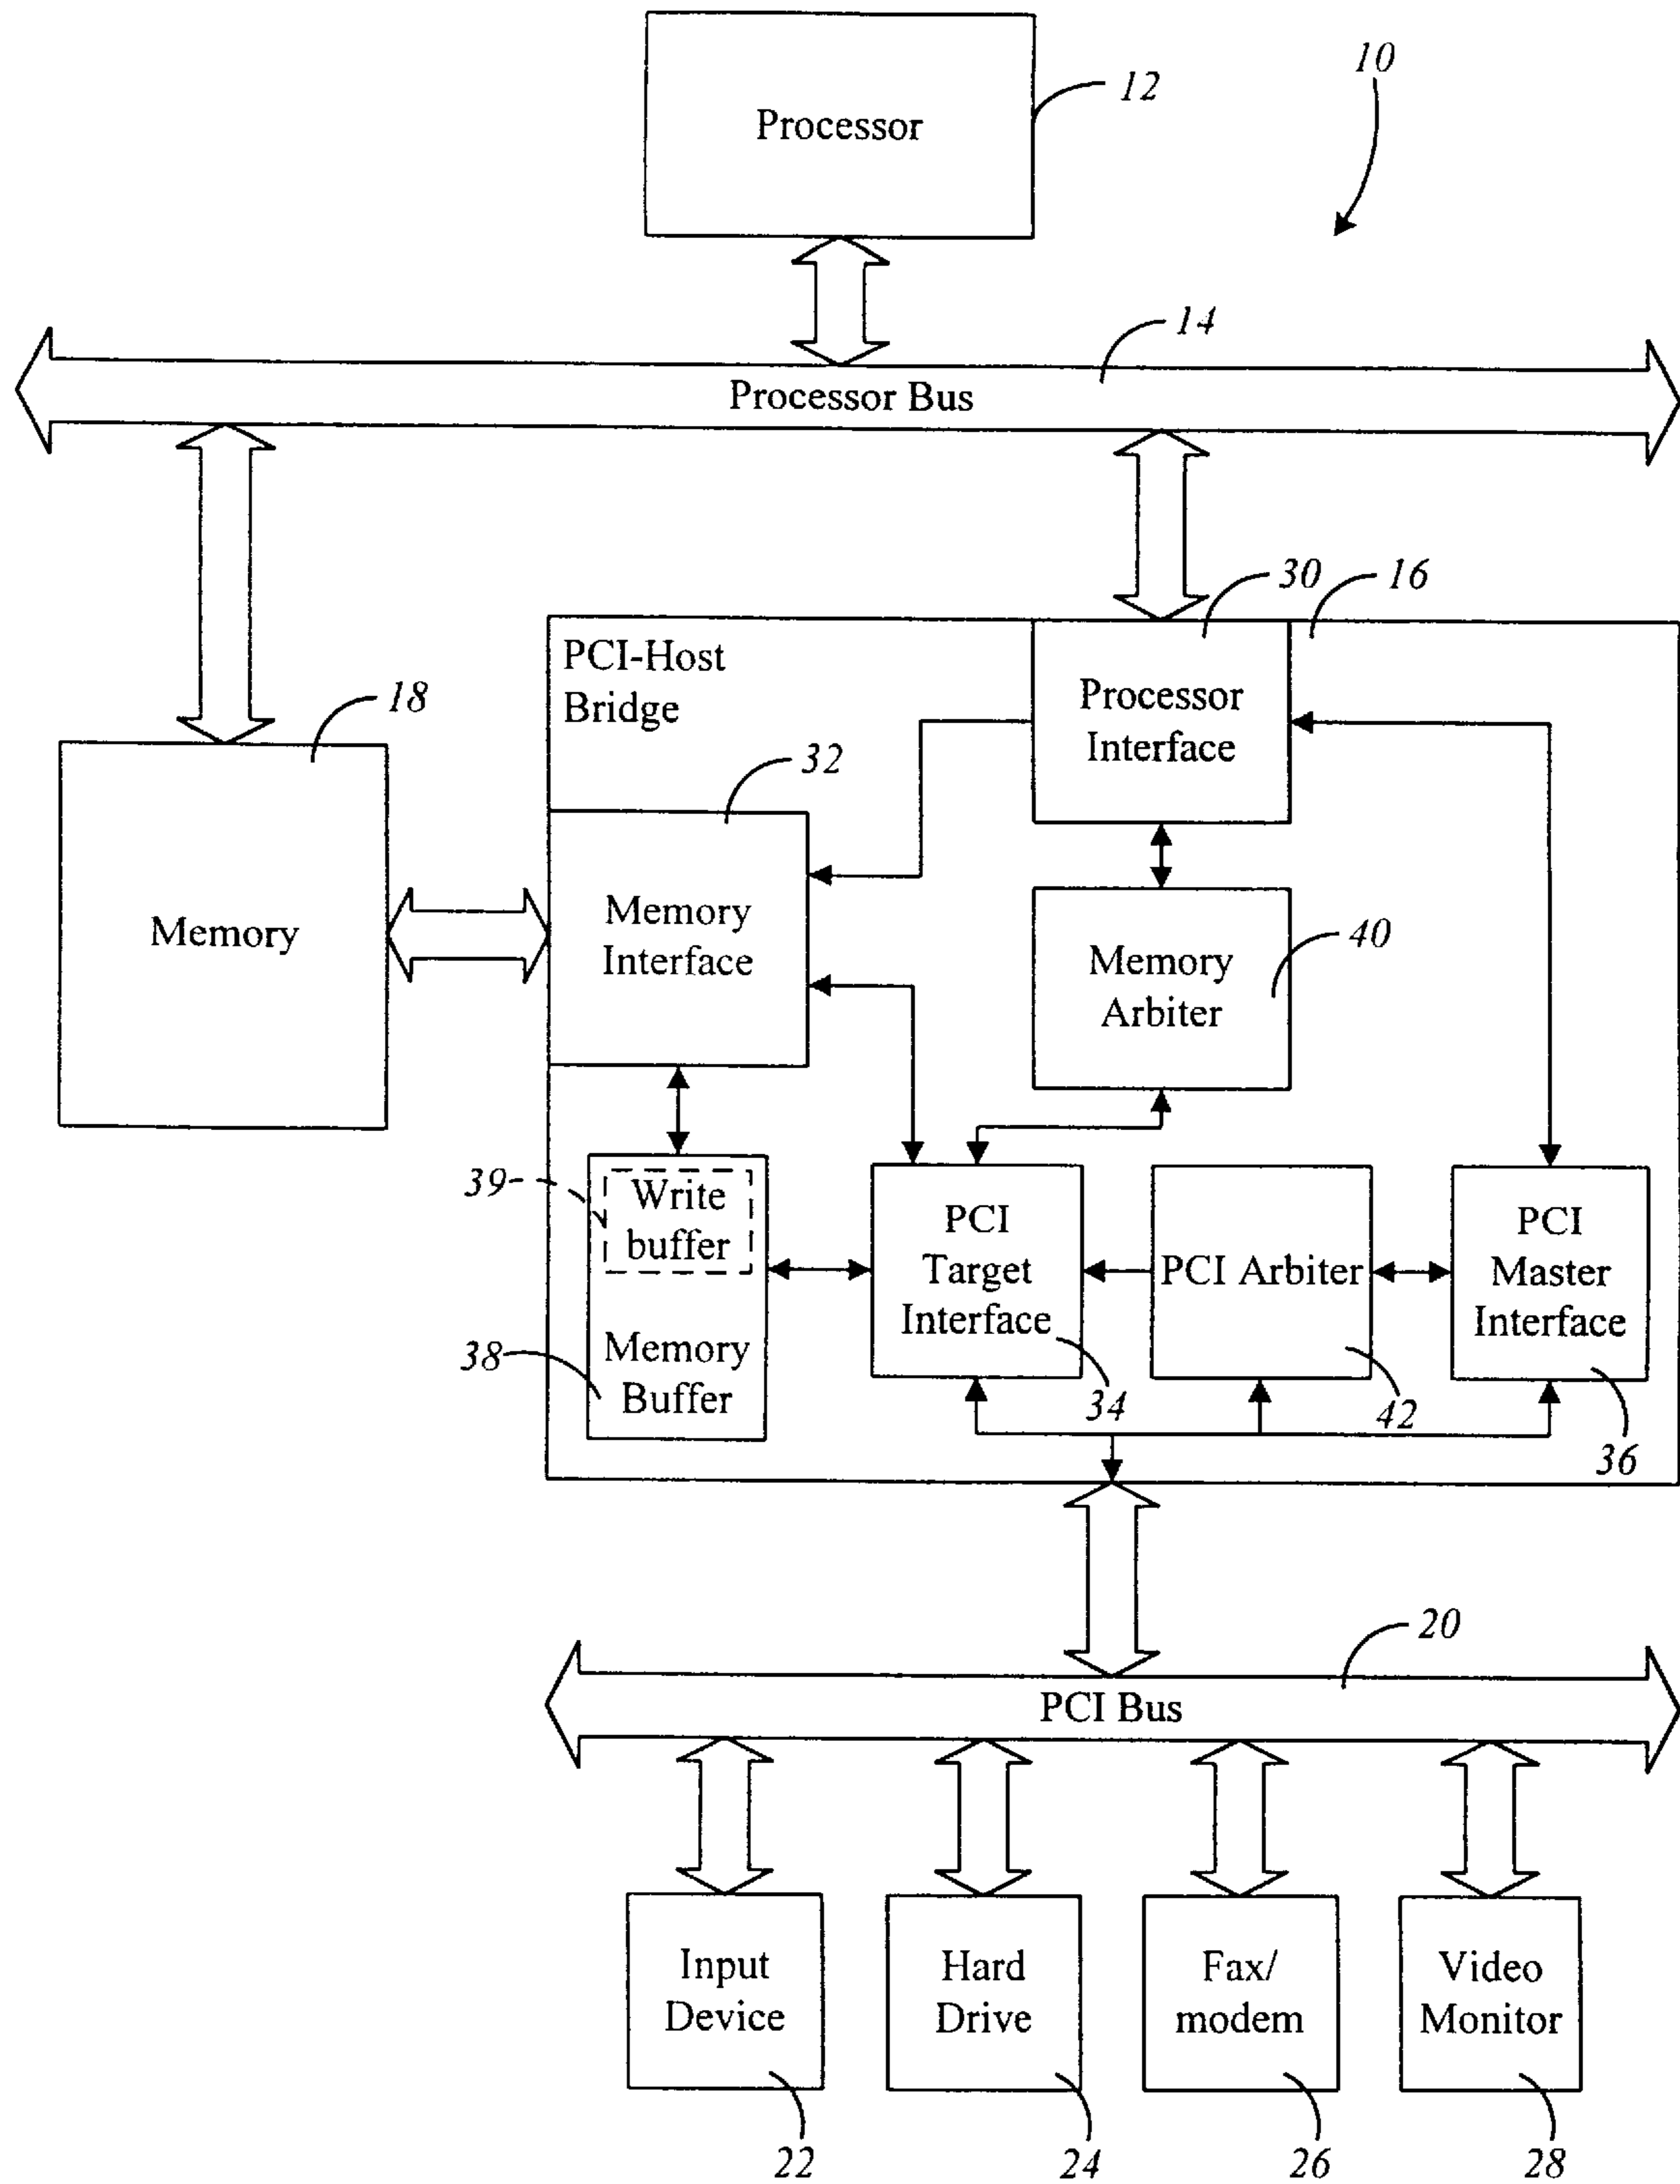 10
12
Processor
14
Processor Bus
30
16
PCI-Host
Bridge
Processor
Interface
18
32
Memory
Memory
Interface
40
Memory
Arbiter
39
Write
buffer
PCI
Target
Interface
PCI Arbiter
PCI
Master
Interface
38
Memory
Buffer
34
42
36
20
PCI Bus
Input
Device
Hard
Drive
Fax/
modem
Video
Monitor
22
24
26
28